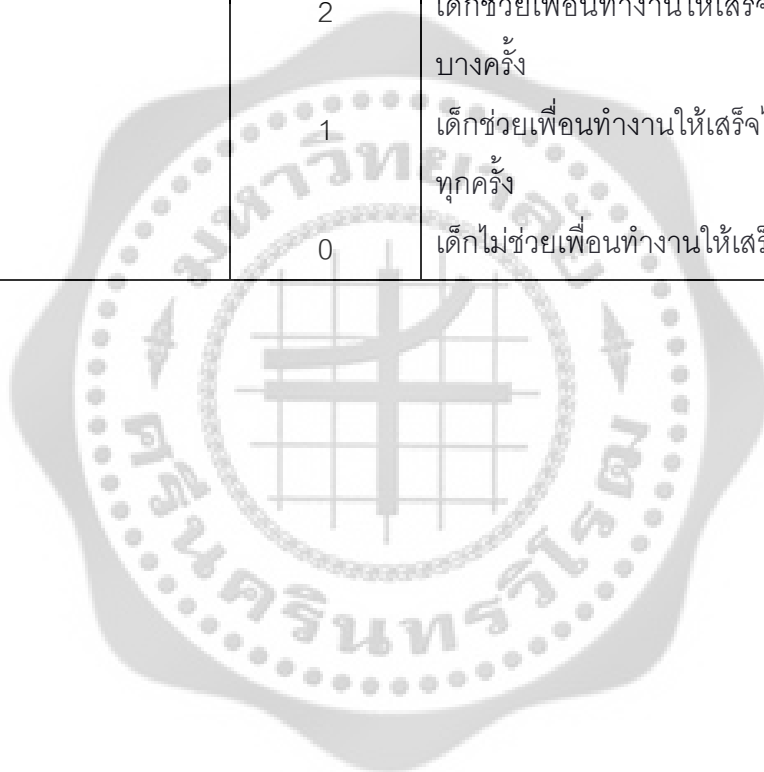 2 เด็กช่วยเพื่อนทำงานให้เสร็จ
บางครั้ง
1 เด็กช่วยเพื่อนทำงานให้เสร็จ
ทุกครั้ง
0 เด็กไม่ช่วยเพื่อนทำงานให้
มหาวิทยาลัย
ศรีนครินทรวิโรฒ